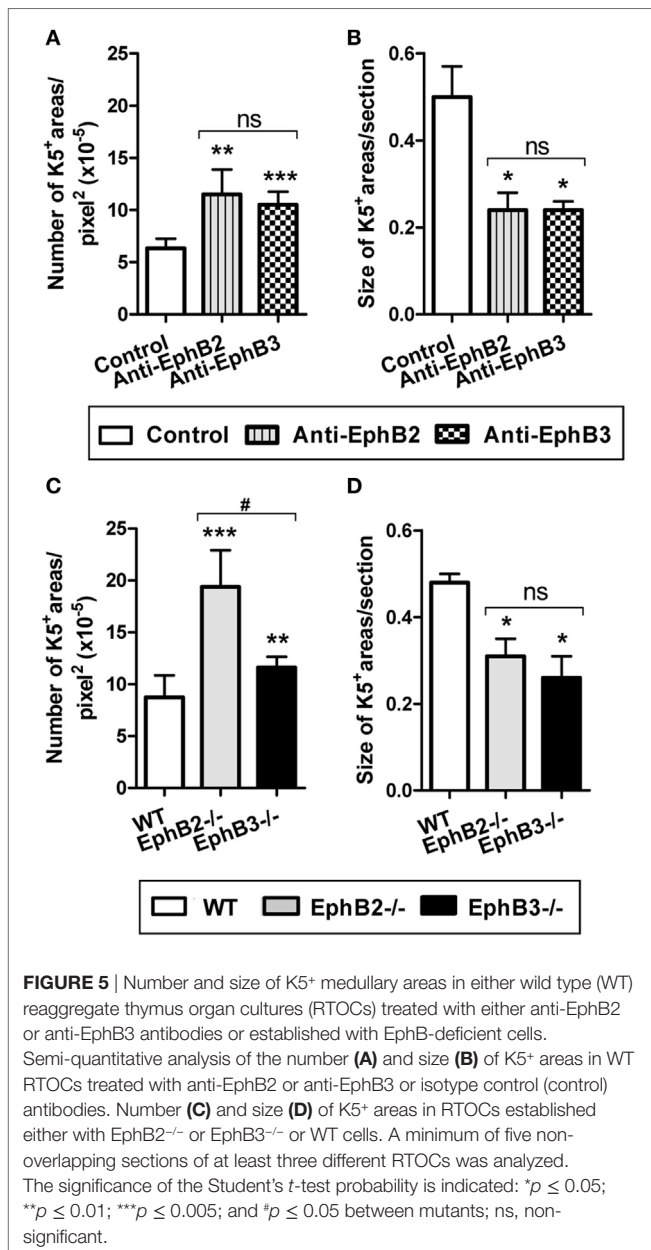 A
Number of K5⁺ areas/
pixel² (x10⁻⁵)
25
20
15
10
5
0
ns
**
***
Control
Anti-EphB2
Anti-EphB3
B
Size of K5⁺ areas/section
0.6
0.4
0.2
0.0
ns
*
*
Control
Anti-EphB2
Anti-EphB3
Control Anti-EphB2 Anti-EphB3
C
Number of K5⁺ areas/
pixel² (x10⁻⁵)
25
20
15
10
5
0
#
***
**
WT
EphB2-/-
EphB3-/-
D
Size of K5⁺ areas/section
0.6
0.4
0.2
0.0
ns
*
*
WT
EphB2-/-
EphB3-/-
WT EphB2-/- EphB3-/-
FIGURE 5 | Number and size of K5⁺ medullary areas in either wild type (WT)
reaggregate thymus organ cultures (RTOCs) treated with either anti-EphB2
or anti-EphB3 antibodies or established with EphB-deficient cells.
Semi-quantitative analysis of the number (A) and size (B) of K5⁺ areas in WT
RTOCs treated with anti-EphB2 or anti-EphB3 or isotype control (control)
antibodies. Number (C) and size (D) of K5⁺ areas in RTOCs established
either with EphB2⁻/⁻ or EphB3⁻/⁻ or WT cells. A minimum of five non-
overlapping sections of at least three different RTOCs was analyzed.
The significance of the Student's t-test probability is indicated: *p ≤ 0.05;
**p ≤ 0.01; ***p ≤ 0.005; and #p ≤ 0.05 between mutants; ns, non-
significant.